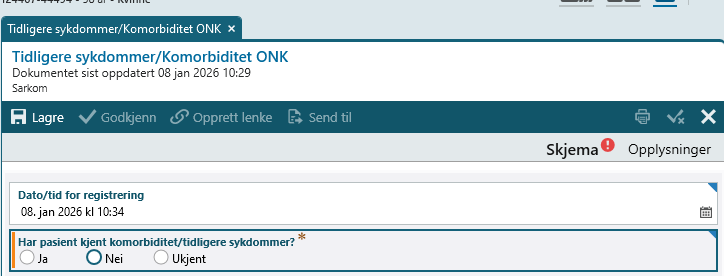 Tidligere sykdommer/Komorbiditet ONK ×
Tidligere sykdommer/Komorbiditet ONK
Dokumentet sist oppdatert 08 jan 2026 10:29
Sarkom
Lagre Godkjenn Opprett lenke Send til
Skjema Opplysninger
Dato/tid for registrering
08. jan 2026 kl 10:34
Har pasient kjent komorbiditet/tidligere sykdommer? *
Ja Nei Ukjent